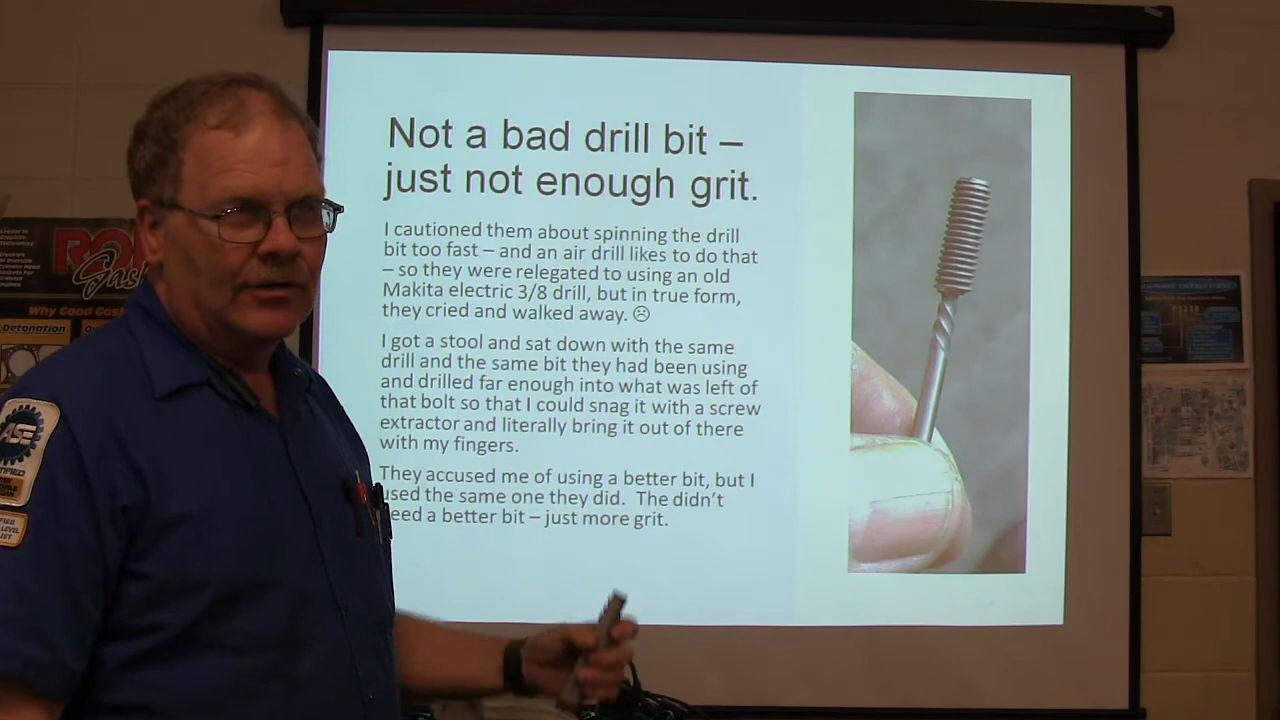 Not a bad drill bit –
just not enough grit.
I cautioned them about spinning the drill
bit too fast – and an air drill likes to do that
– so they were relegated to using an old
Makita electric 3/8 drill, but in true form,
they cried and walked away. ☹
I got a stool and sat down with the same
drill and the same bit they had been using
and drilled far enough into what was left of
that bolt so that I could snag it with a screw
extractor and literally bring it out of there
with my fingers.
They accused me of using a better bit, but I
used the same one they did. The didn't
eed a better bit – just more grit.
Why Good Gas
Detonation
ASE